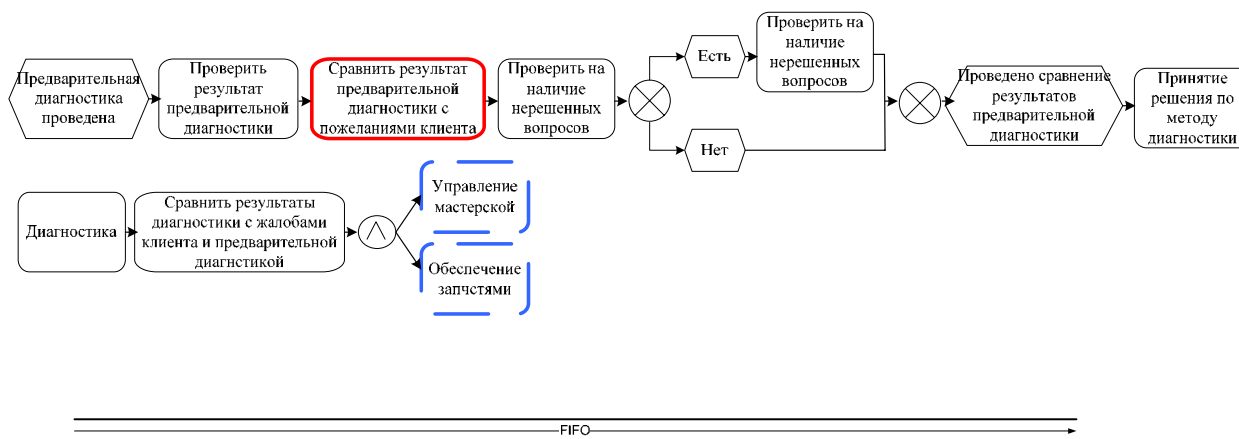 Предварительная
диагностика
проведена
Проверить
результат
предварительной
диагностики
Сравнить результат
предварительной
диагностики с
пожеланиями клиента
Проверить на
наличие
нерешенных
вопросов
Есть
Проверить на
наличие
нерешенных
вопросов
Нет
Проведено сравнение
результатов
предварительной
диагностики
Принятие
решения по
методу
диагностики
Диагностика
Сравнить результаты
диагностики с жалобами
клиента и предварительной
диагнстикой
Управление
мастерской
Обеспечение
запчстями
FIFO